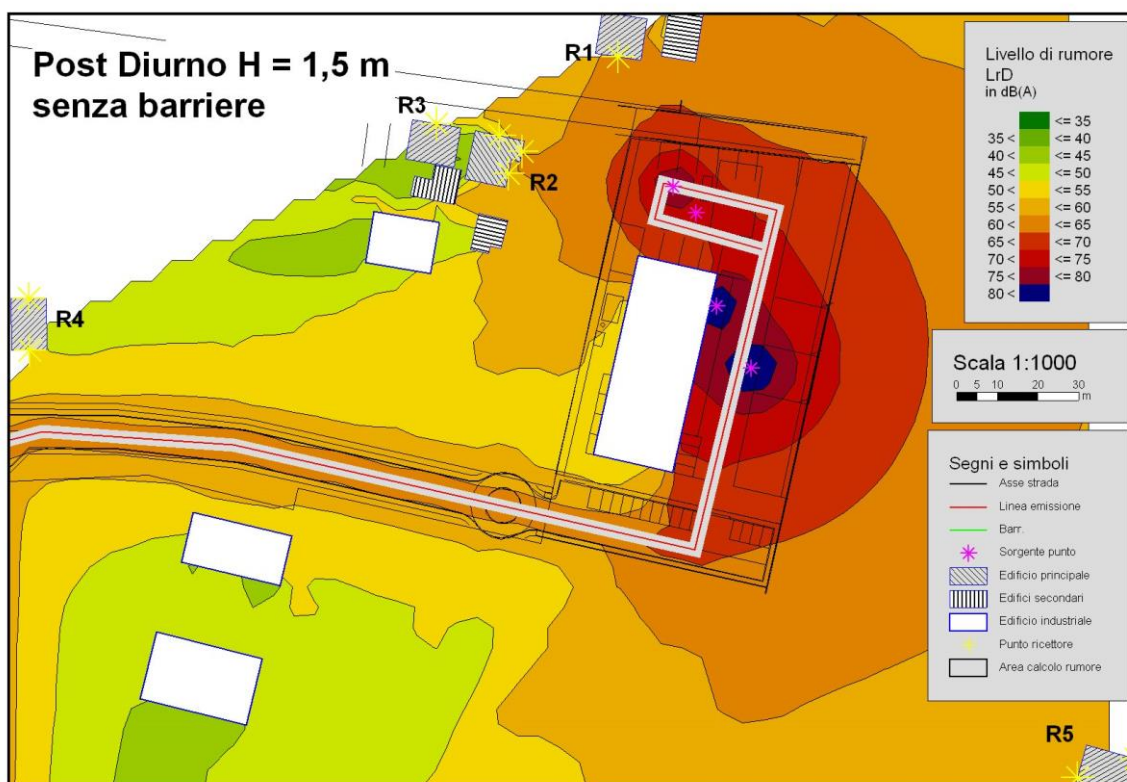 Post Diurno H = 1,5 m
senza barriere
R1
R3
R2
R4
R5
Livello di rumore
LrD
in dB(A)
<= 35
35 < <= 40
40 < <= 45
45 < <= 50
50 < <= 55
55 < <= 60
60 < <= 65
65 < <= 70
70 < <= 75
75 < <= 80
80 <
Scala 1:1000
0 5 10 20 30
m
Segni e simboli
Asse strada
Linea emissione
Barr.
Sorgente punto
Edificio principale
Edifici secondari
Edificio industriale
Punto ricettore
Area calcolo rumore